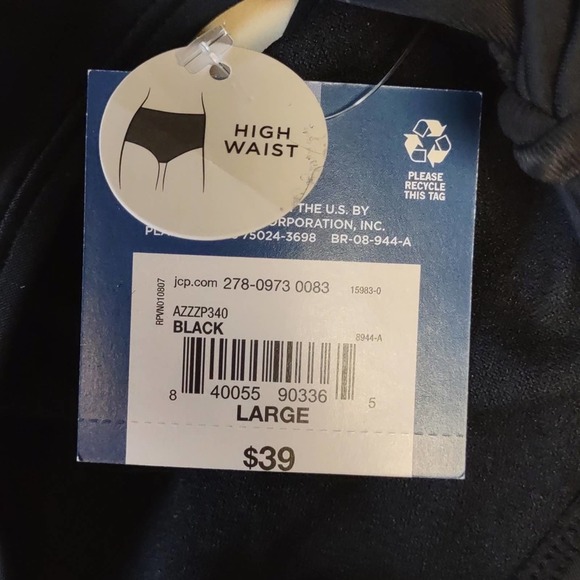 HIGH
WAIST
PLEASE
RECYCLE
THIS TAG
THE U.S. BY
ORPORATION, INC.
75024-3698 BR-08-944-A
jcp.com 278-0973 0083 15983-0
RPVN010807
AZZZP340
BLACK
8944-A
8 40055 90336 5
LARGE
$39